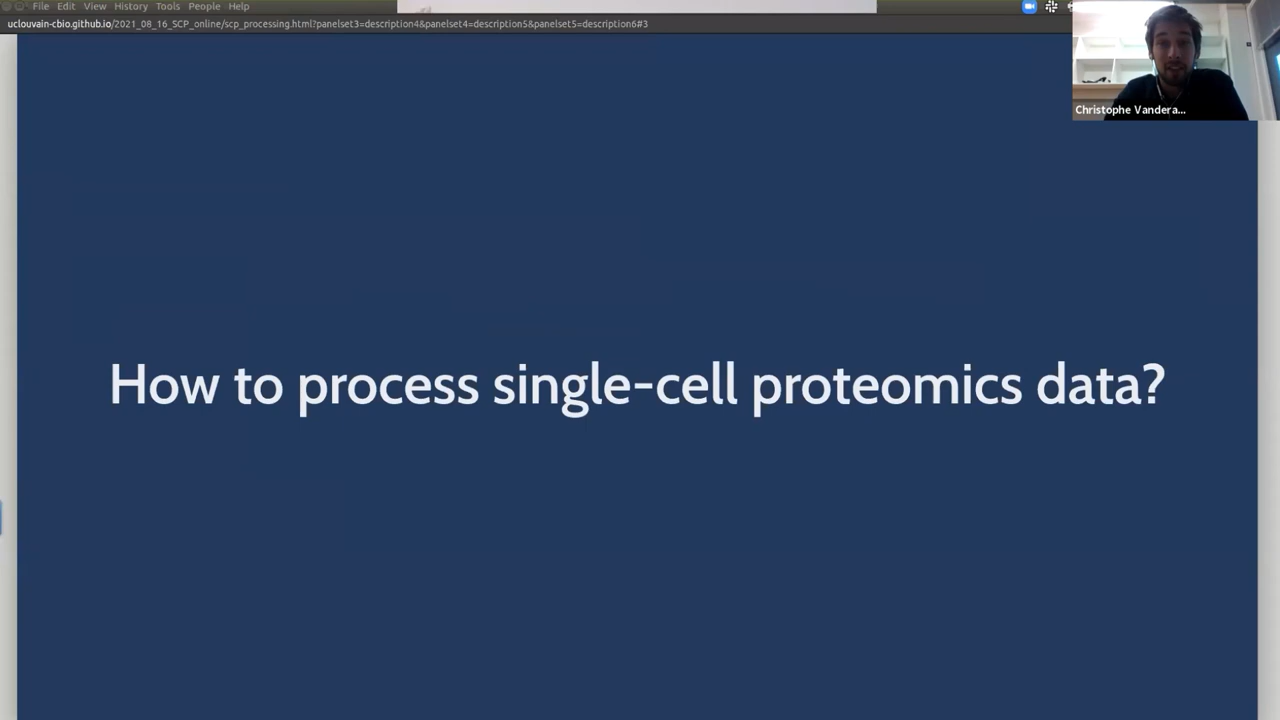 File Edit View History Tools People Help
uclouvain-cbio.github.io/2021_08_16_SCP_online/scp_processing.html?panelset3=description4&panelset4=description5&panelset5=description6#3
Christophe Vandera...
How to process single-cell proteomics data?